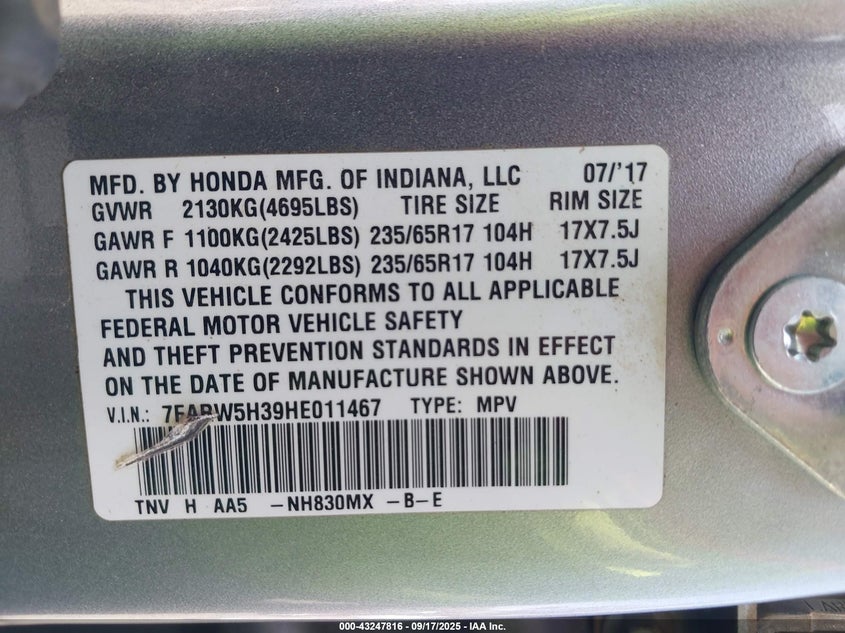 MFD. BY HONDA MFG. OF INDIANA, LLC 07/'17
GVWR 2130KG(4695LBS) TIRE SIZE RIM SIZE
GAWR F 1100KG(2425LBS) 235/65R17 104H 17X7.5J
GAWR R 1040KG(2292LBS) 235/65R17 104H 17X7.5J
THIS VEHICLE CONFORMS TO ALL APPLICABLE
FEDERAL MOTOR VEHICLE SAFETY
AND THEFT PREVENTION STANDARDS IN EFFECT
ON THE DATE OF MANUFACTURE SHOWN ABOVE.
V.I.N.: 7FARW5H39HE011467 TYPE: MPV
TNV H AA5 -NH830MX -B-E
000-43247816 - 09/17/2025 - IAA Inc.